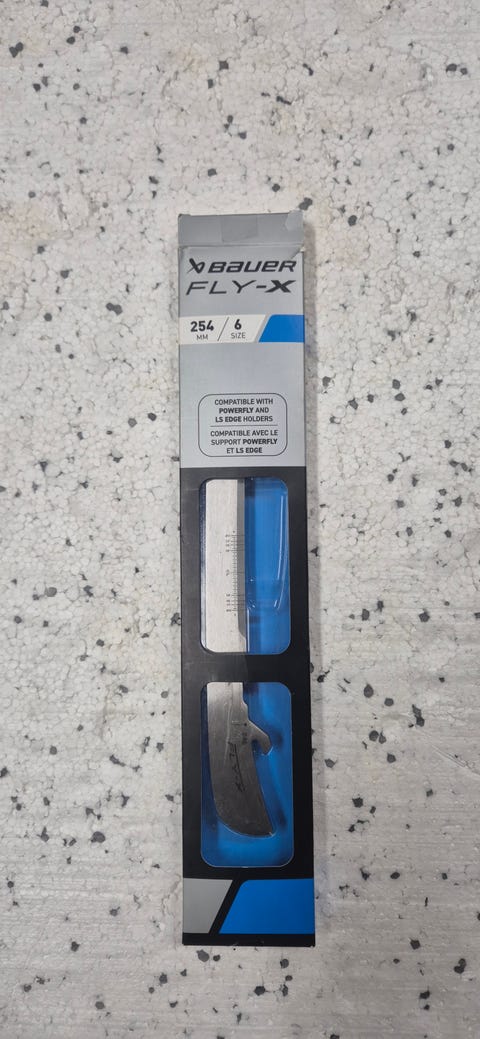 BAUER
FLY-X
254 / 6
MM SIZE
COMPATIBLE WITH
POWERFLY AND
LS EDGE HOLDERS
COMPATIBLE AVEC LE
SUPPORT POWERFLY
ET LS EDGE
FLY-X